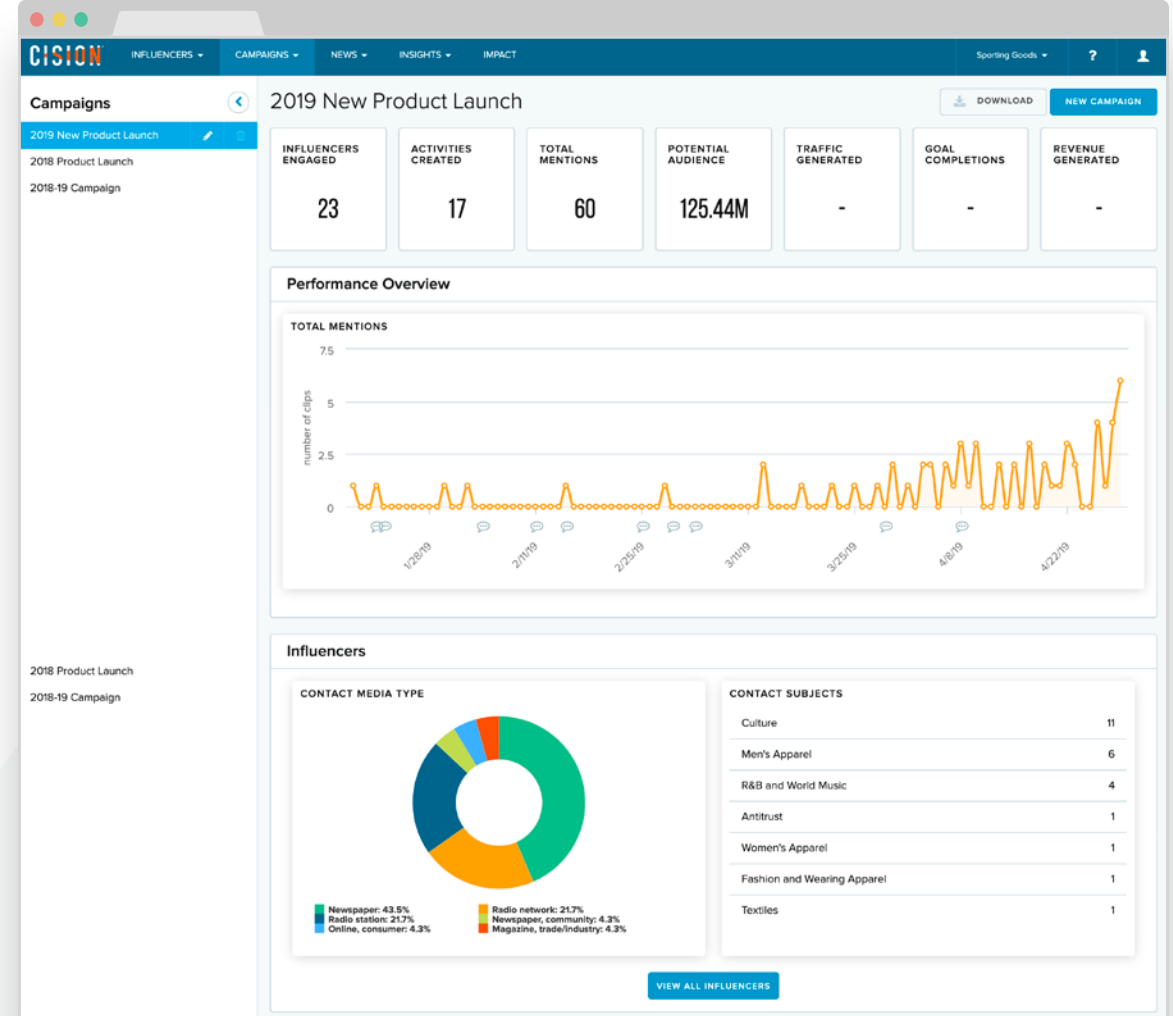 CISION
INFLUENCERS
CAMPAIGNS
NEWS
INSIGHTS
IMPACT
Sporting Goods
?
Campaigns
2019 New Product Launch
2018 Product Launch
2018-19 Campaign
2018 Product Launch
2018-19 Campaign
2019 New Product Launch
DOWNLOAD
NEW CAMPAIGN
INFLUENCERS
ENGAGED
23
ACTIVITIES
CREATED
17
TOTAL
MENTIONS
60
POTENTIAL
AUDIENCE
125.44M
TRAFFIC
GENERATED
-
GOAL
COMPLETIONS
-
REVENUE
GENERATED
-
Performance Overview
TOTAL MENTIONS
number of clips
7.5
5
2.5
0
1/28/19
2/11/19
2/25/19
3/11/19
3/25/19
4/8/19
4/22/19
Influencers
CONTACT MEDIA TYPE
Newspaper: 43.5%
Radio network: 21.7%
Radio station: 21.7%
Newspaper, community: 4.3%
Online, consumer: 4.3%
Magazine, trade/industry: 4.3%
CONTACT SUBJECTS
Culture 11
Men's Apparel 6
R&B and World Music 4
Antitrust 1
Women's Apparel 1
Fashion and Wearing Apparel 1
Textiles 1
VIEW ALL INFLUENCERS